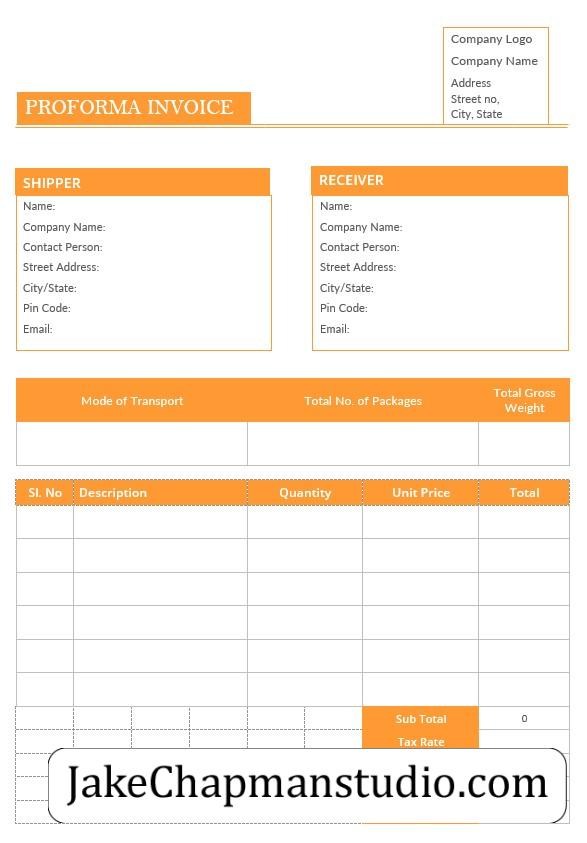 Company Logo
Company Name
Address
Street no,
City, State
PROFORMA INVOICE
SHIPPER
Name:
Company Name:
Contact Person:
Street Address:
City/State:
Pin Code:
Email:
RECEIVER
Name:
Company Name:
Contact Person:
Street Address:
City/State:
Pin Code:
Email:
Mode of Transport Total No. of Packages Total Gross Weight
Sl. No Description Quantity Unit Price Total
Sub Total 0
Tax Rate
JakeChapmanstudio.com